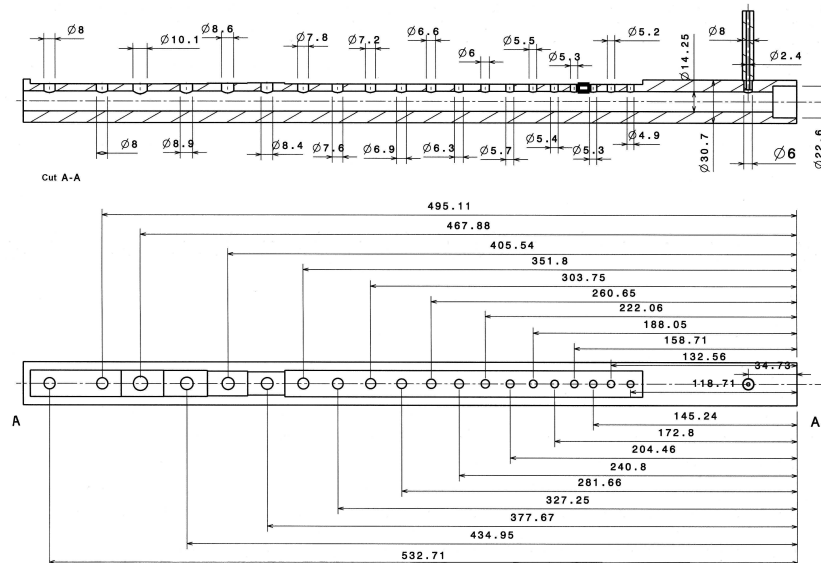 Ø8
Ø10.1
Ø8.6
Ø7.8
Ø7.2
Ø6.6
Ø6
Ø5.5
Ø5.3
Ø5.2
Ø14.25
Ø8
Ø2.4
Ø8
Ø8.9
Ø8.4
Ø7.6
Ø6.9
Ø6.3
Ø5.7
Ø5.4
Ø5.3
Ø4.9
Ø30.7
Ø6
Ø22.6
Cut A-A
495.11
467.88
405.54
351.8
303.75
260.65
222.06
188.05
158.71
132.56
34.73
118.71
A
A
145.24
172.8
204.46
240.8
281.66
327.25
377.67
434.95
532.71